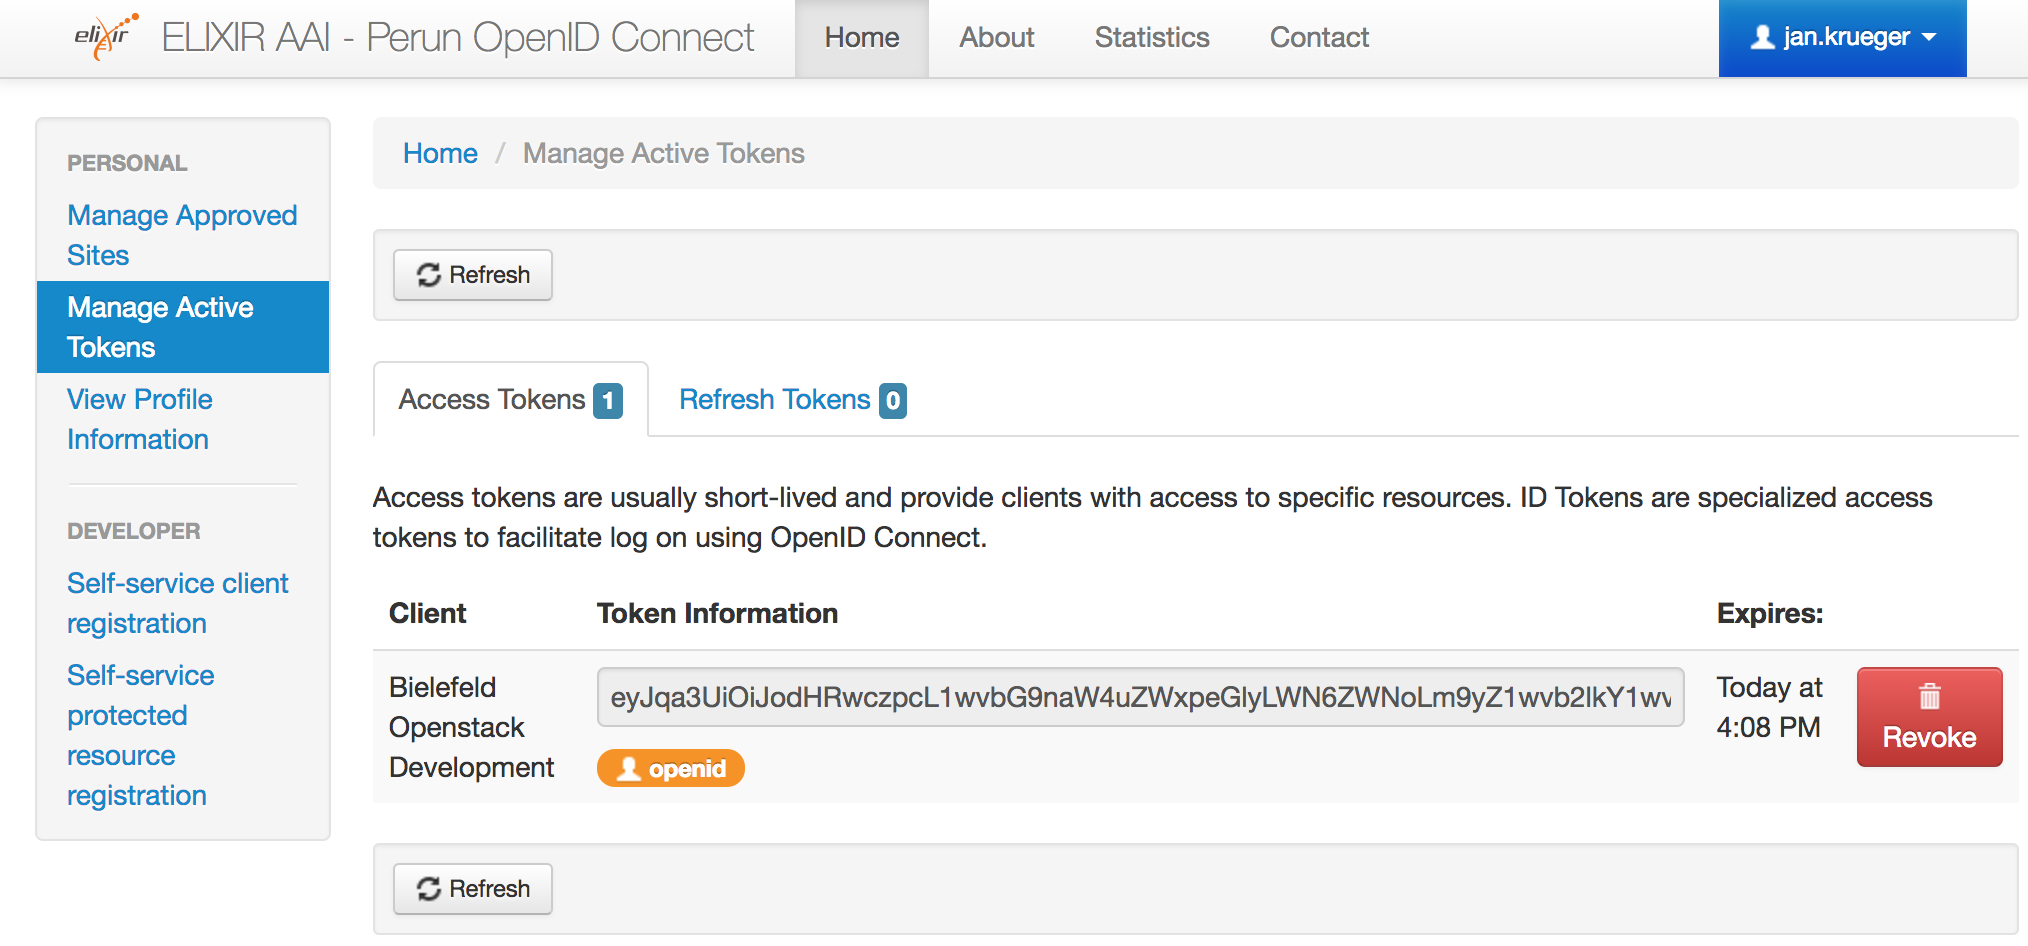 elixir ELIXIR AAI - Perun OpenID Connect Home About Statistics Contact jan.krueger
PERSONAL
Manage Approved
Sites
Manage Active
Tokens
View Profile
Information
DEVELOPER
Self-service client
registration
Self-service
protected
resource
registration
Home / Manage Active Tokens
Refresh
Access Tokens 1 Refresh Tokens 0
Access tokens are usually short-lived and provide clients with access to specific resources. ID Tokens are specialized access
tokens to facilitate log on using OpenID Connect.
Client Token Information Expires:
Bielefeld
Openstack
Development
eyJqa3UiOiJodHRwczpcL1wvbG9naW4uZWxpeGlyLWN6ZWNoLm9yZ1wvb2lkY1wv
openid
Today at
4:08 PM
Revoke
Refresh